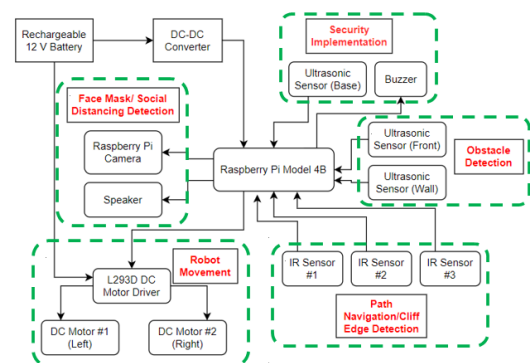 Rechargeable
12 V Battery
DC-DC
Converter
Security
Implementation
Ultrasonic
Sensor (Base)
Buzzer
Face Mask/ Social
Distancing Detection
Raspberry Pi
Camera
Speaker
Raspberry Pi Model 4B
Ultrasonic
Sensor (Front)
Ultrasonic
Sensor (Wall)
Obstacle
Detection
Robot
Movement
L293D DC
Motor Driver
DC Motor #1
(Left)
DC Motor #2
(Right)
IR Sensor
#1
IR Sensor
#2
IR Sensor
#3
Path
Navigation/Cliff
Edge Detection